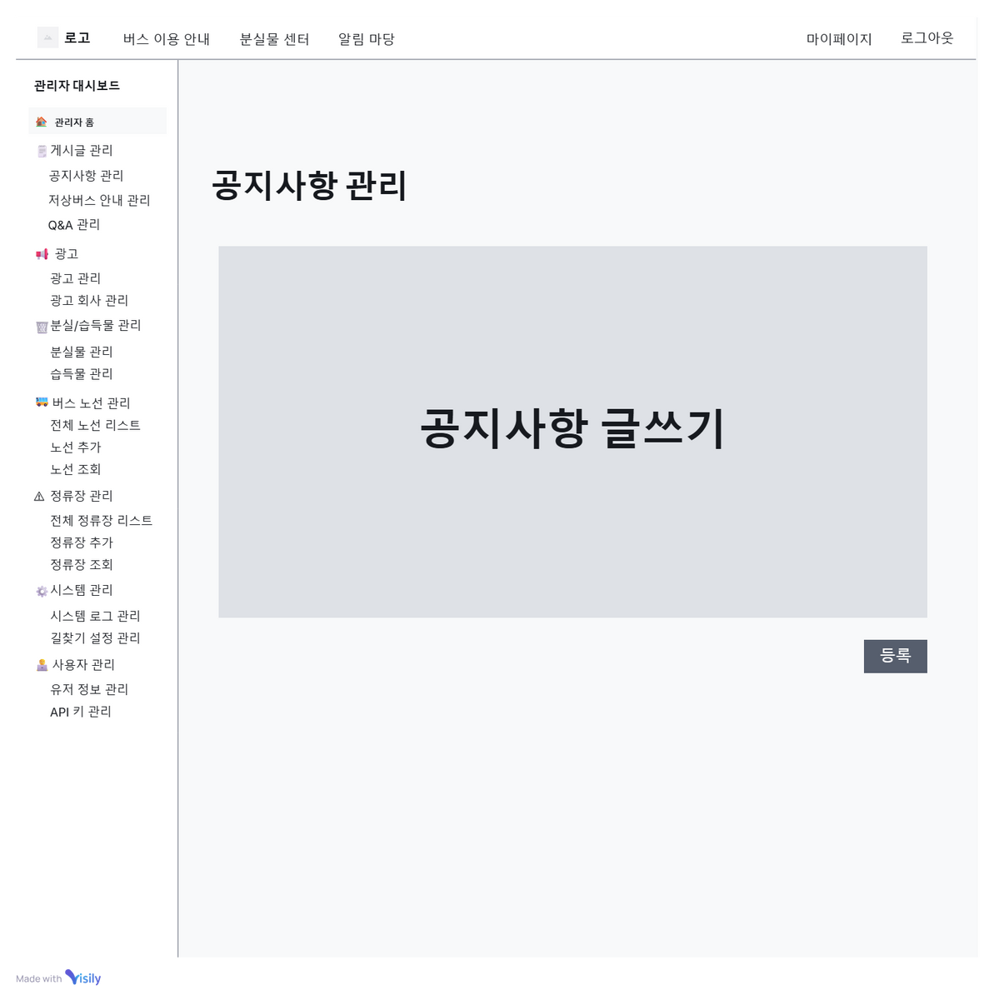 로고 버스 이용 안내 분실물 센터 알림 마당 마이페이지 로그아웃
관리자 대시보드
관리자 홈
게시글 관리
공지사항 관리
저상버스 안내 관리
Q&A 관리
광고
광고 관리
광고 회사 관리
분실/습득물 관리
분실물 관리
습득물 관리
버스 노선 관리
전체 노선 리스트
노선 추가
노선 조회
정류장 관리
전체 정류장 리스트
정류장 추가
정류장 조회
시스템 관리
시스템 로그 관리
길찾기 설정 관리
사용자 관리
유저 정보 관리
API 키 관리
공지사항 관리
공지사항 글쓰기
등록
Made with Visily